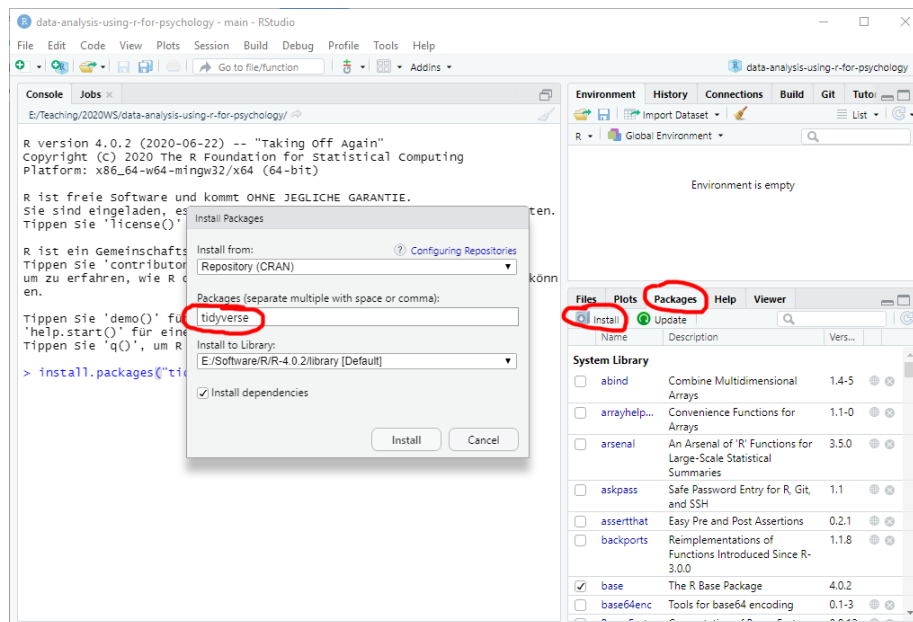 data-analysis-using-r-for-psychology - main - RStudio
File Edit Code View Plots Session Build Debug Profile Tools Help
Go to file/function
Addins
data-analysis-using-r-for-psychology
Console Jobs
E:/Teaching/2020WS/data-analysis-using-r-for-psychology/
R version 4.0.2 (2020-06-22) -- "Taking Off Again"
Copyright (C) 2020 The R Foundation for Statistical Computing
Platform: x86_64-w64-mingw32/x64 (64-bit)
R ist freie Software und kommt OHNE JEGLICHE GARANTIE.
Sie sind eingeladen, es
ten.
Tippen Sie 'license()'
R ist ein Gemeinschafts
Tippen Sie 'contributor
um zu erfahren, wie R
könn
en.
Tippen Sie 'demo()' fü
'help.start()' für eine
Tippen Sie 'q()', um R
> install.packages("ti
Install Packages
Install from:
Configuring Repositories
Repository (CRAN)
Packages (separate multiple with space or comma):
tidyverse
Install to Library:
E:/Software/R/R-4.0.2/library [Default]
Install dependencies
Install Cancel
Environment History Connections Build Git Tuto
Import Dataset
List
R Global Environment
Environment is empty
Files Plots Packages Help Viewer
Install Update
Name Description Vers...
System Library
abind Combine Multidimensional 1.4-5
Arrays
arrayhelp... Convenience Functions for 1.1-0
Arrays
arsenal An Arsenal of 'R' Functions for 3.5.0
Large-Scale Statistical
Summaries
askpass Safe Password Entry for R, Git, 1.1
and SSH
assertthat Easy Pre and Post Assertions 0.2.1
backports Reimplementations of 1.1.8
Functions Introduced Since R-
3.0.0
base The R Base Package 4.0.2
base64enc Tools for base64 encoding 0.1-3